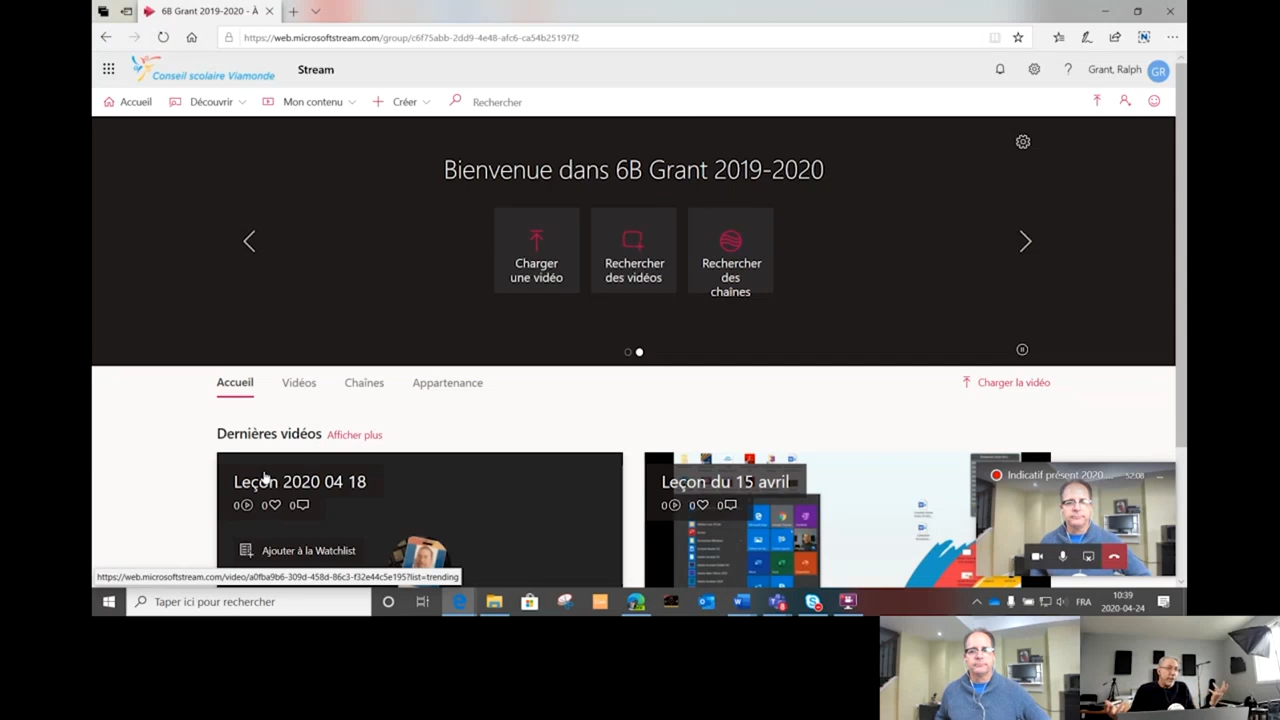 6B Grant 2019-2020 - À
https://web.microsoftstream.com/group/c6f75abb-2dd9-4e48-afc6-ca54b25197f2
Conseil scolaire Viamonde
Stream
Grant, Ralph
GR
Accueil
Découvrir
Mon contenu
Créer
Rechercher
Bienvenue dans 6B Grant 2019-2020
Charger
une vidéo
Rechercher
des vidéos
Rechercher
des
chaînes
Accueil
Vidéos
Chaînes
Appartenance
Charger la vidéo
Dernières vidéos
Afficher plus
Leçon 2020 04 18
0
0
0
Ajouter à la Watchlist
Leçon du 15 avril
0
0
0
Indicatif présent 2020...
52:08
https://web.microsoftstream.com/video/a0fba9b6-309d-458d-86c3-f32e44c5e195?list=trending
Taper ici pour rechercher
FRA
10:39
2020-04-24